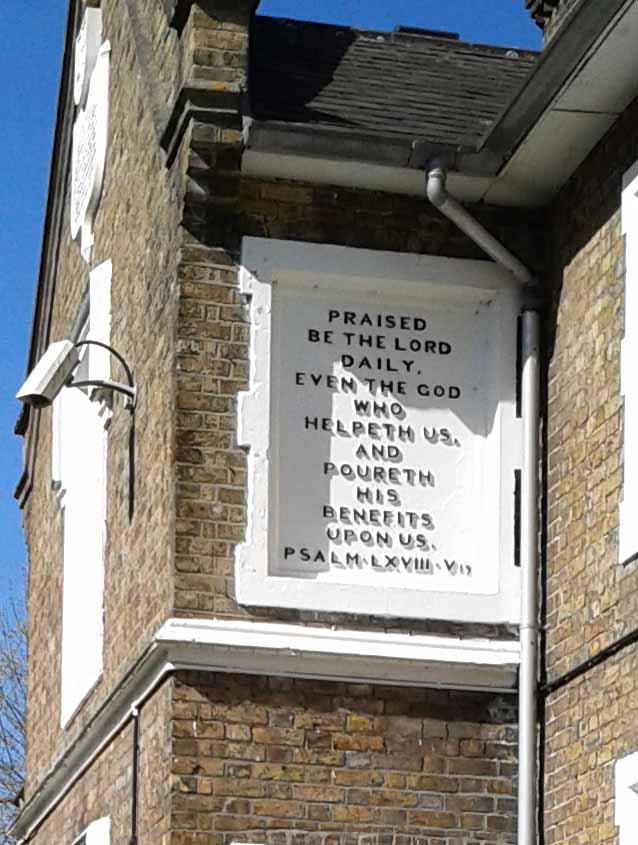 PRAISED
BE THE LORD
DAILY,
EVEN THE GOD
WHO
HELPETH US,
AND
POURETH
HIS
BENEFITS
UPON US.
PSALM·LXVIII·V19